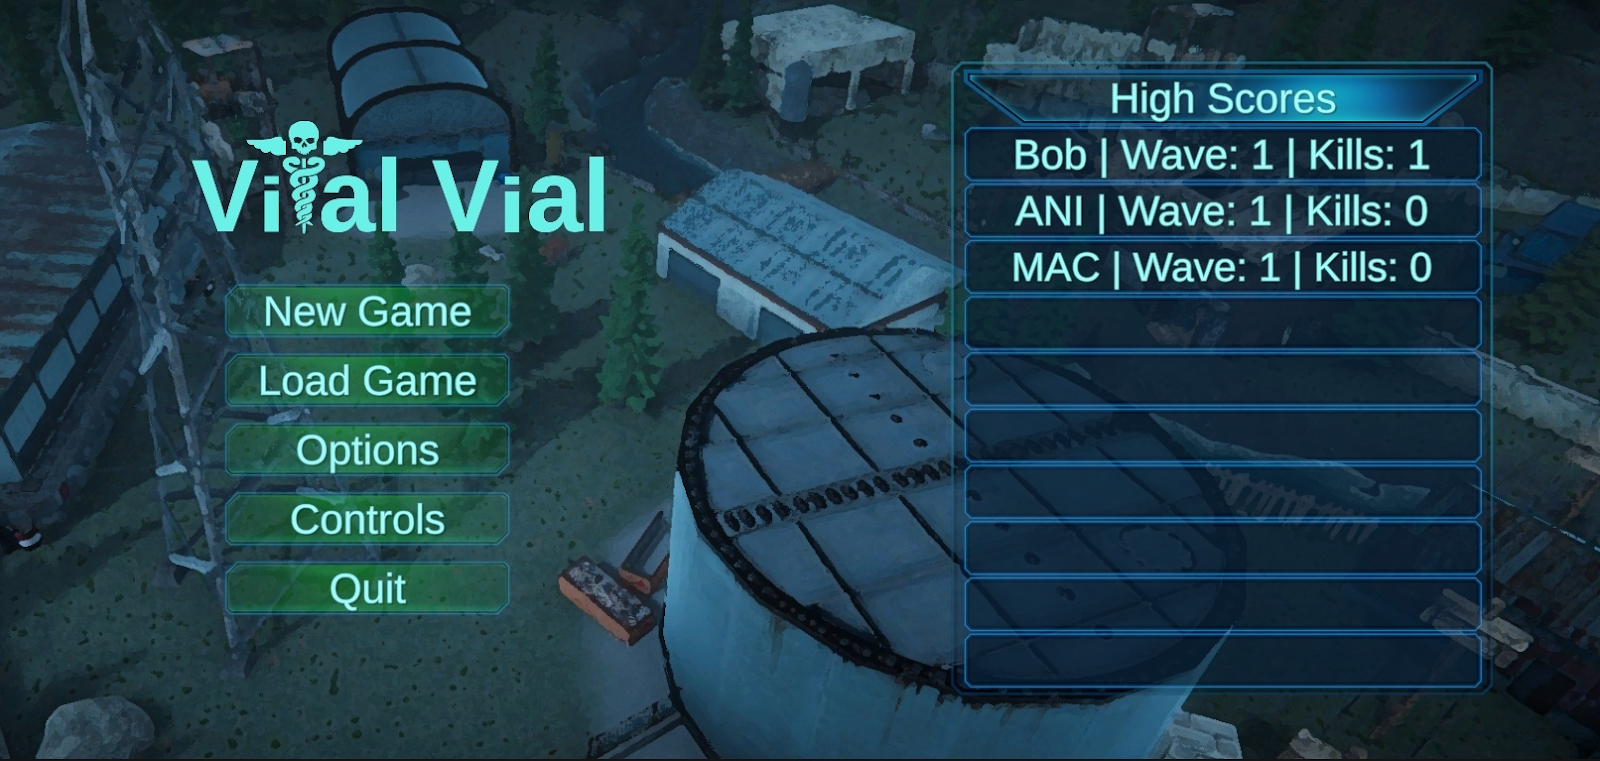 Vital Vial
New Game
Load Game
Options
Controls
Quit
High Scores
Bob | Wave: 1 | Kills: 1
ANI | Wave: 1 | Kills: 0
MAC | Wave: 1 | Kills: 0